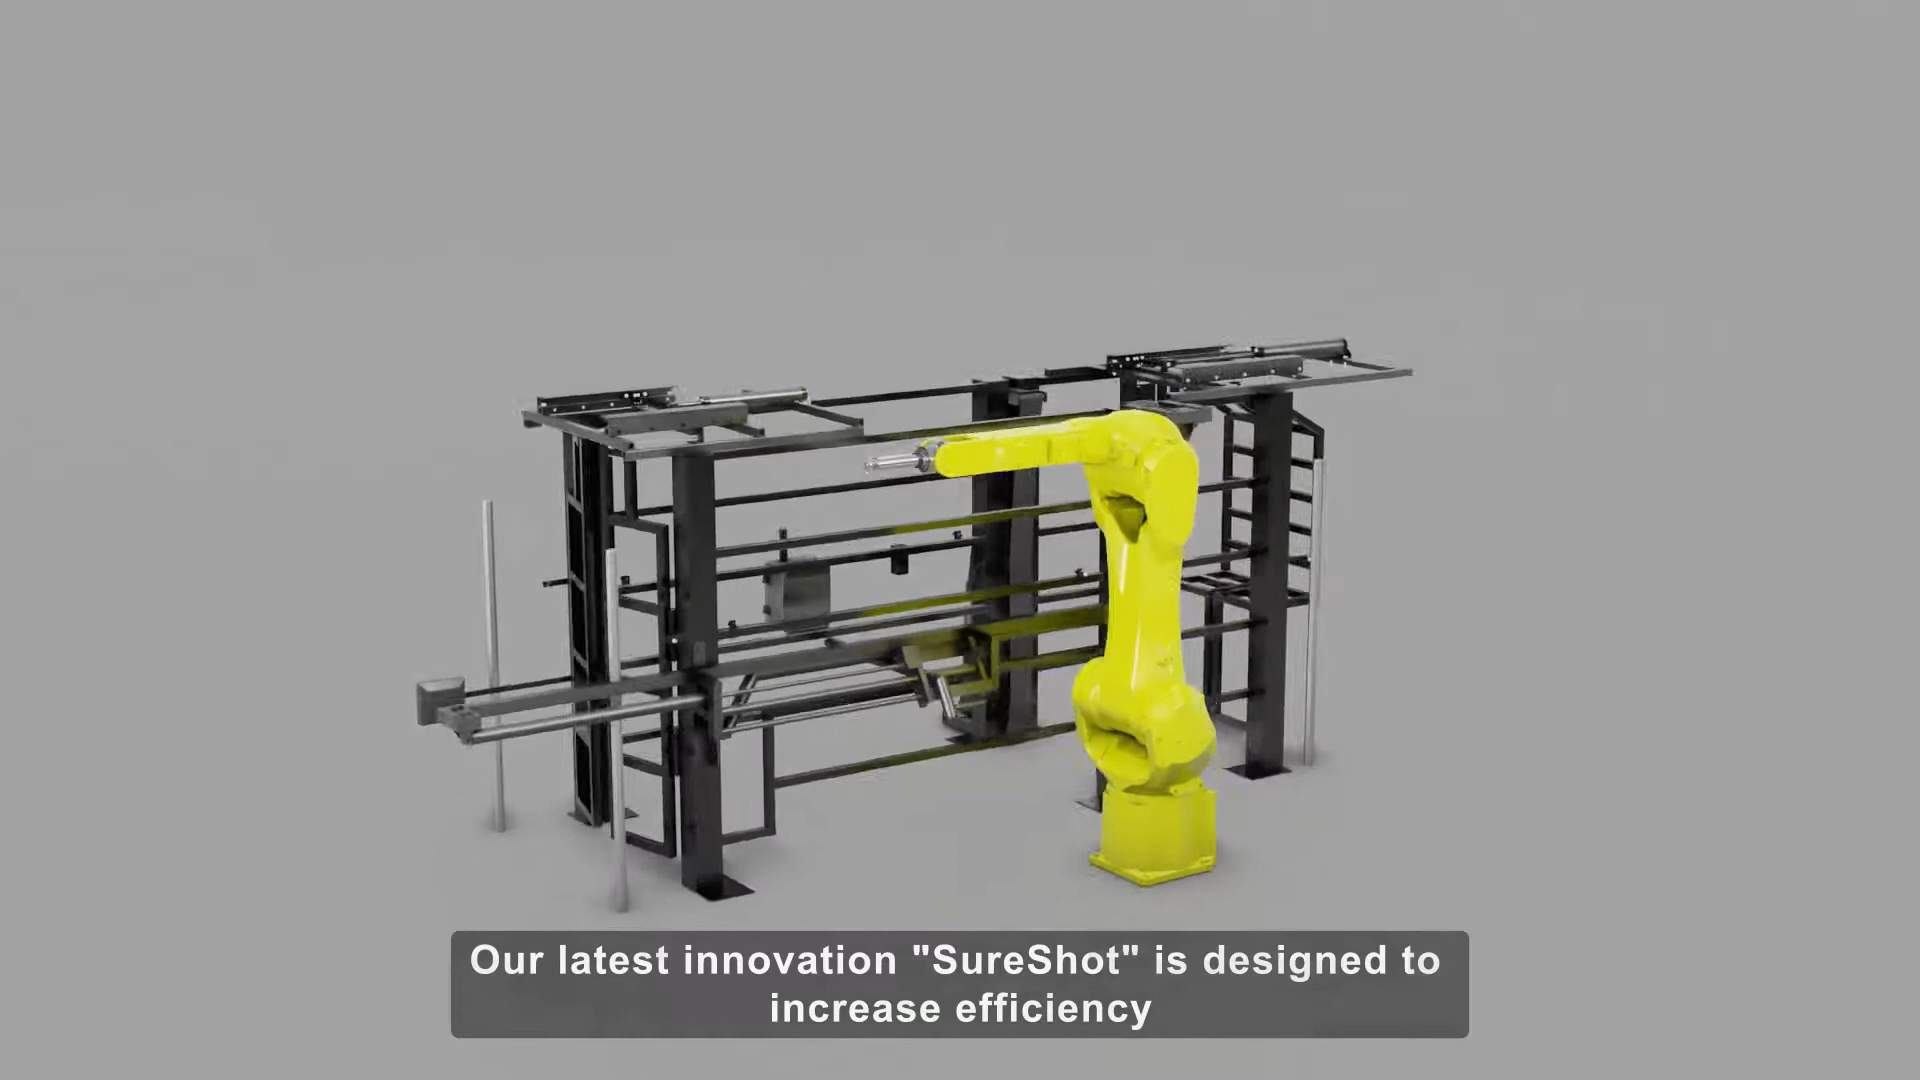 Our latest innovation "SureShot" is designed to
increase efficiency